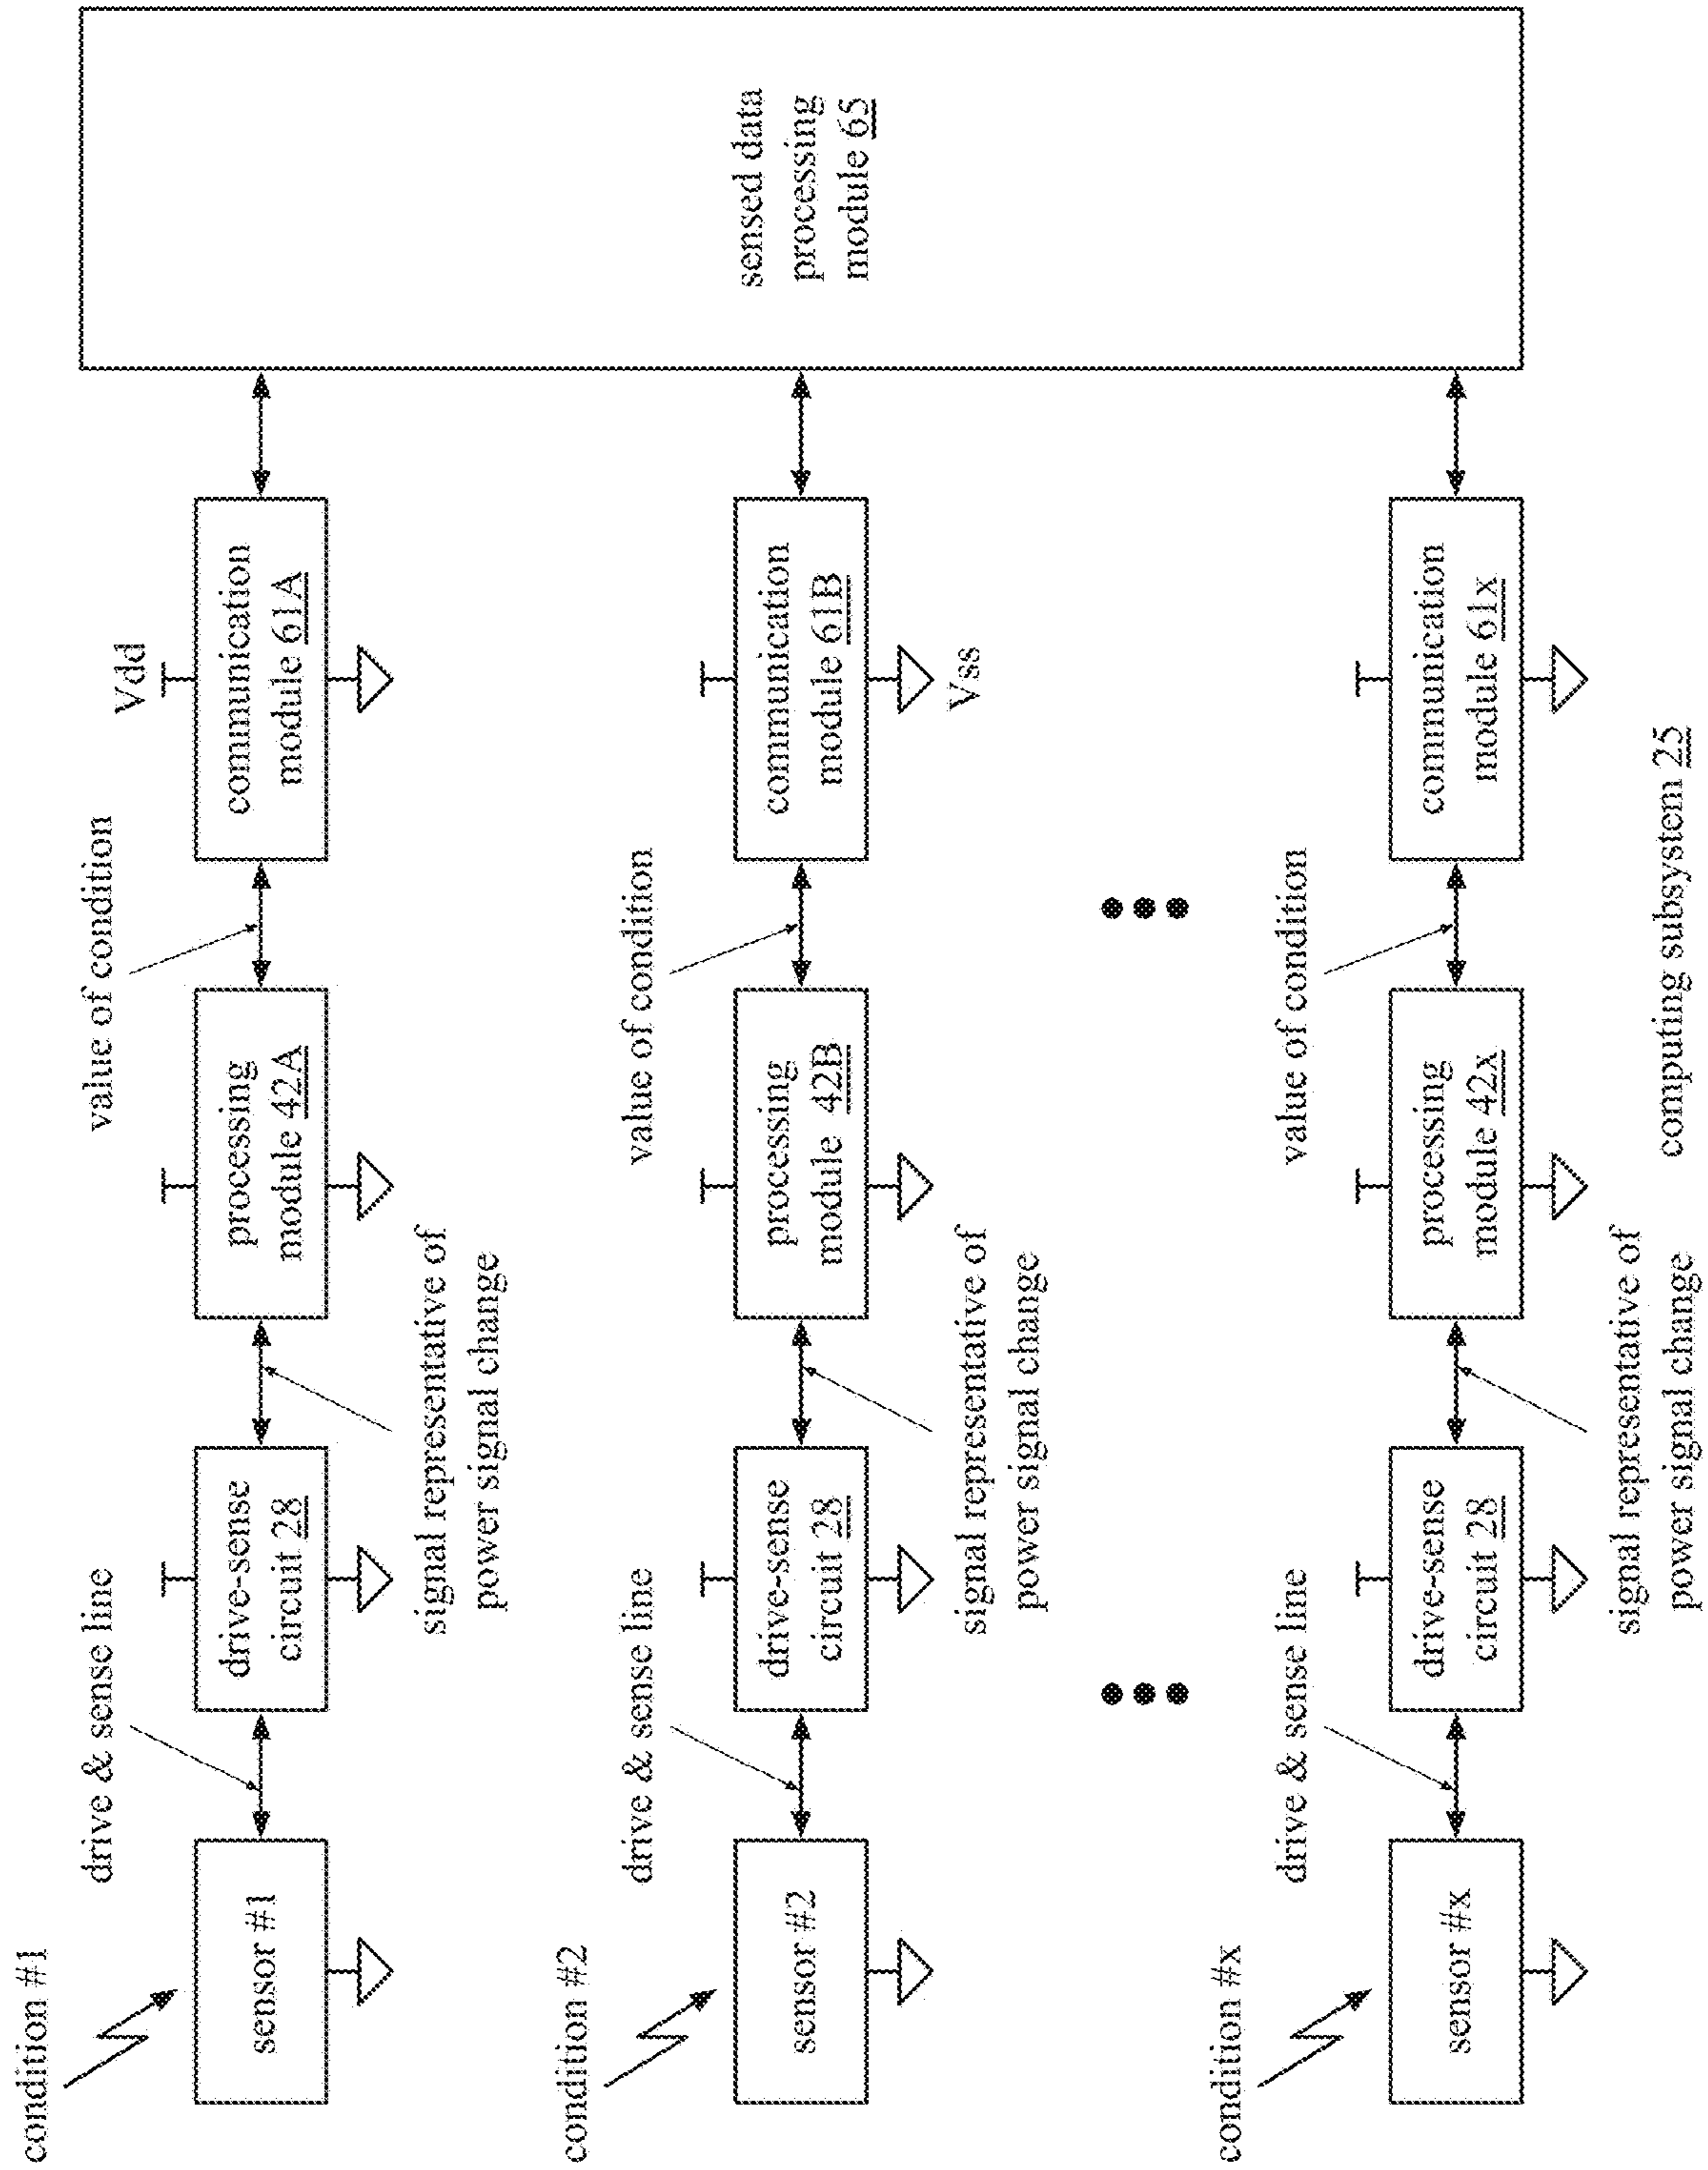 condition #1
drive & sense line
value of condition
Vdd
sensor #1
drive-sense
circuit 28
processing
module 42A
communication
module 61A
signal representative of
power signal change
sensed data
processing
module 65
condition #2
drive & sense line
value of condition
sensor #2
drive-sense
circuit 28
processing
module 42B
communication
module 61B
signal representative of
power signal change
Vss
condition #x
drive & sense line
value of condition
sensor #x
drive-sense
circuit 28
processing
module 42x
communication
module 61x
signal representative of
power signal change
computing subsystem 25